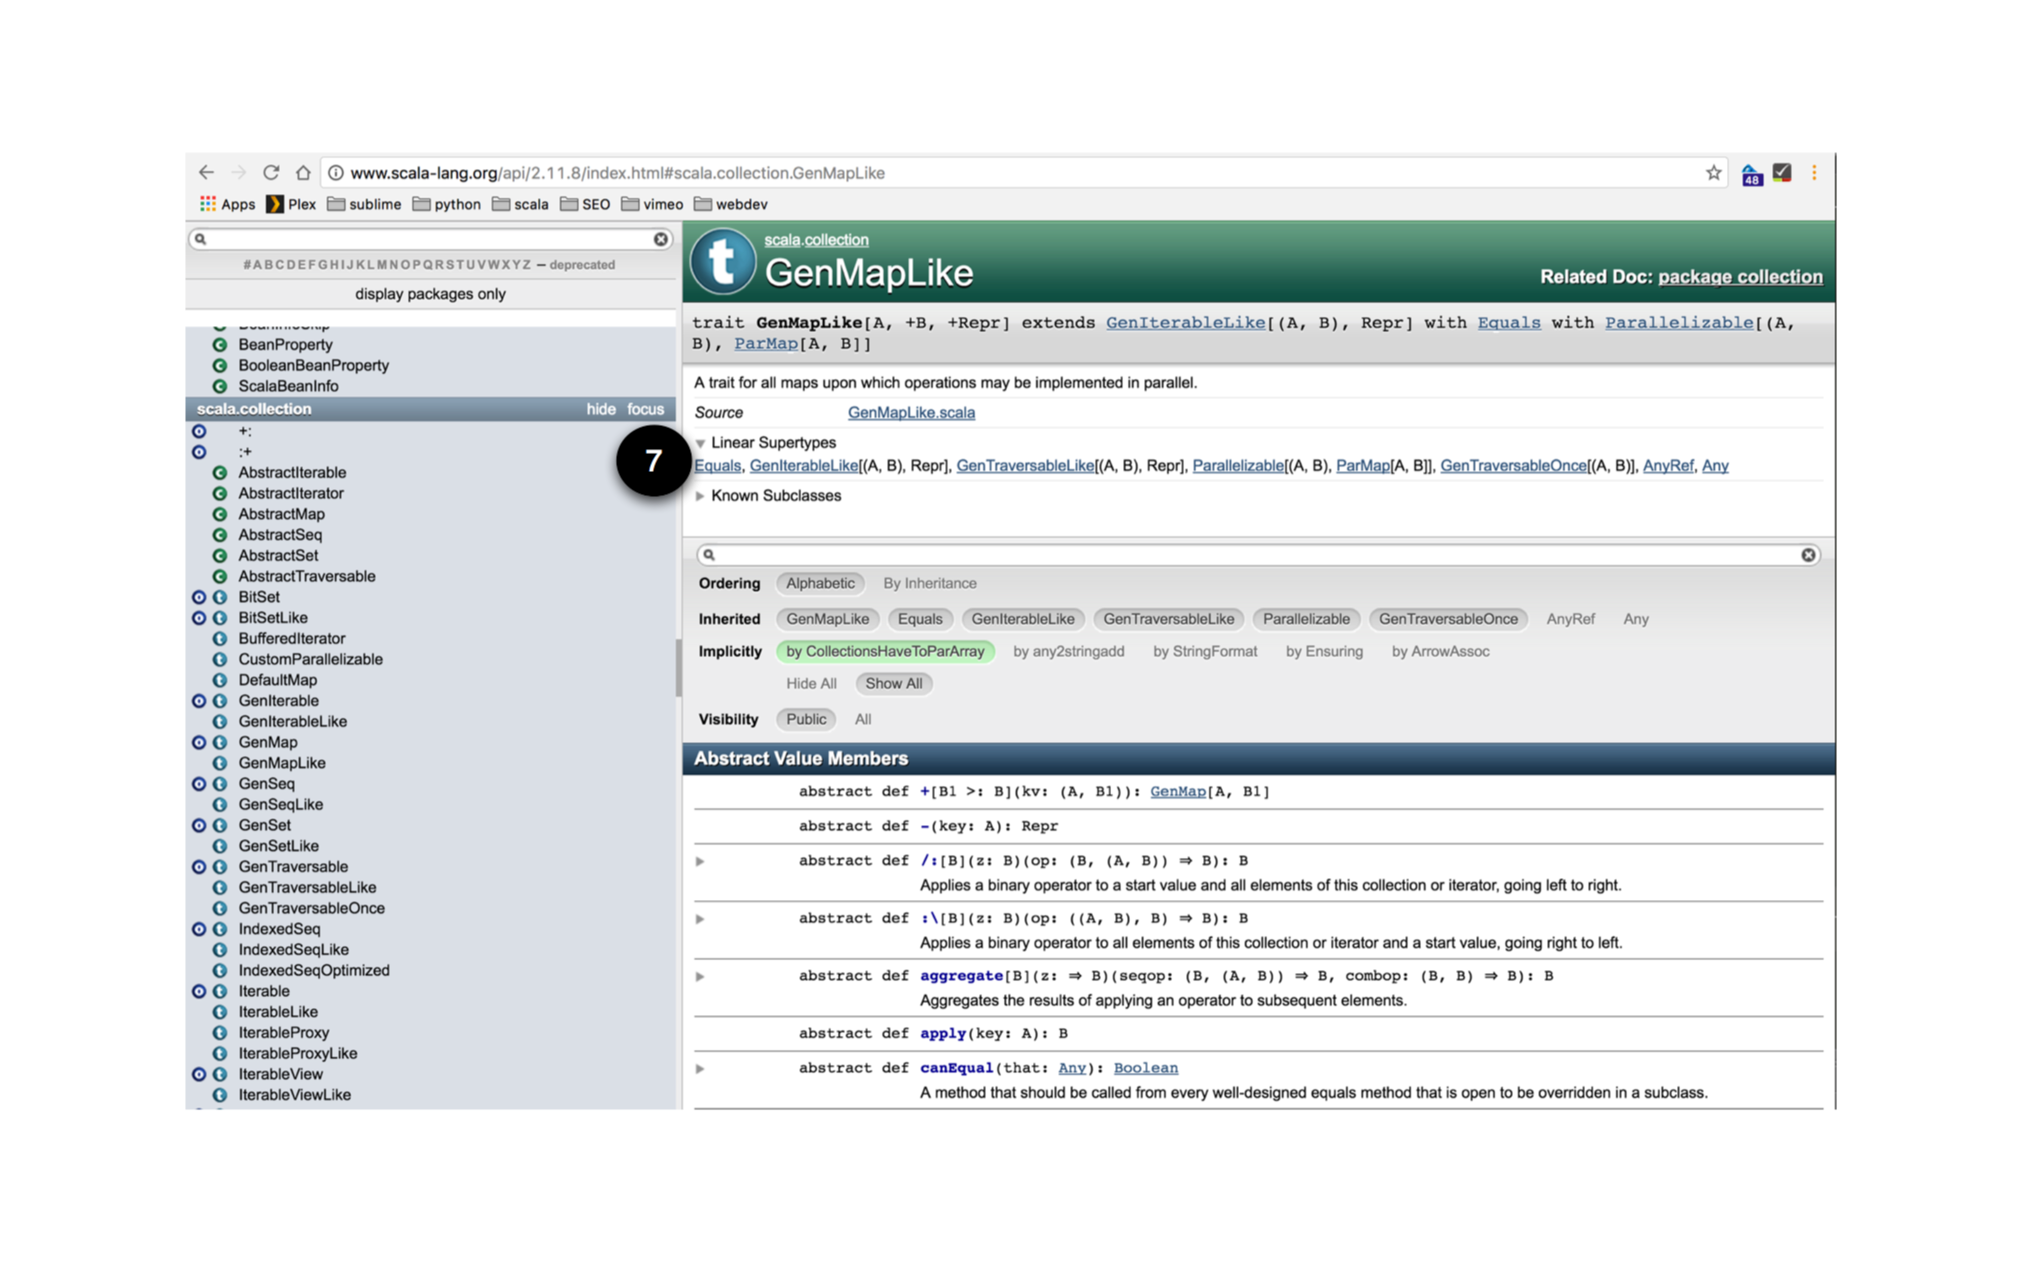 www.scala-lang.org/api/2.11.8/index.html#scala.collection.GenMapLike
48
Apps Plex sublime python scala SEO vimeo webdev
#ABCDEFGHIJKLMNOPQRSTUVWXYZ – deprecated
display packages only
BeanInfoSkip
BeanProperty
BooleanBeanProperty
ScalaBeanInfo
scala.collection hide focus
+:
:+
AbstractIterable
AbstractIterator
AbstractMap
AbstractSeq
AbstractSet
AbstractTraversable
BitSet
BitSetLike
BufferedIterator
CustomParallelizable
DefaultMap
GenIterable
GenIterableLike
GenMap
GenMapLike
GenSeq
GenSeqLike
GenSet
GenSetLike
GenTraversable
GenTraversableLike
GenTraversableOnce
IndexedSeq
IndexedSeqLike
IndexedSeqOptimized
Iterable
IterableLike
IterableProxy
IterableProxyLike
IterableView
IterableViewLike
t
scala.collection
GenMapLike
Related Doc: package collection
trait GenMapLike[A, +B, +Repr] extends GenIterableLike[(A, B), Repr] with Equals with Parallelizable[(A,
B), ParMap[A, B]]
A trait for all maps upon which operations may be implemented in parallel.
Source GenMapLike.scala
Linear Supertypes
7
Equals, GenIterableLike[(A, B), Repr], GenTraversableLike[(A, B), Repr], Parallelizable[(A, B), ParMap[A, B]], GenTraversableOnce[(A, B)], AnyRef, Any
Known Subclasses
Ordering Alphabetic By Inheritance
Inherited GenMapLike Equals GenIterableLike GenTraversableLike Parallelizable GenTraversableOnce AnyRef Any
Implicitly by CollectionsHaveToParArray by any2stringadd by StringFormat by Ensuring by ArrowAssoc
Hide All Show All
Visibility Public All
Abstract Value Members
abstract def +[B1 >: B](kv: (A, B1)): GenMap[A, B1]
abstract def -(key: A): Repr
abstract def /:[B](z: B)(op: (B, (A, B)) ⇒ B): B
Applies a binary operator to a start value and all elements of this collection or iterator, going left to right.
abstract def :\[B](z: B)(op: ((A, B), B) ⇒ B): B
Applies a binary operator to all elements of this collection or iterator and a start value, going right to left.
abstract def aggregate[B](z: ⇒ B)(seqop: (B, (A, B)) ⇒ B, combop: (B, B) ⇒ B): B
Aggregates the results of applying an operator to subsequent elements.
abstract def apply(key: A): B
abstract def canEqual(that: Any): Boolean
A method that should be called from every well-designed equals method that is open to be overridden in a subclass.